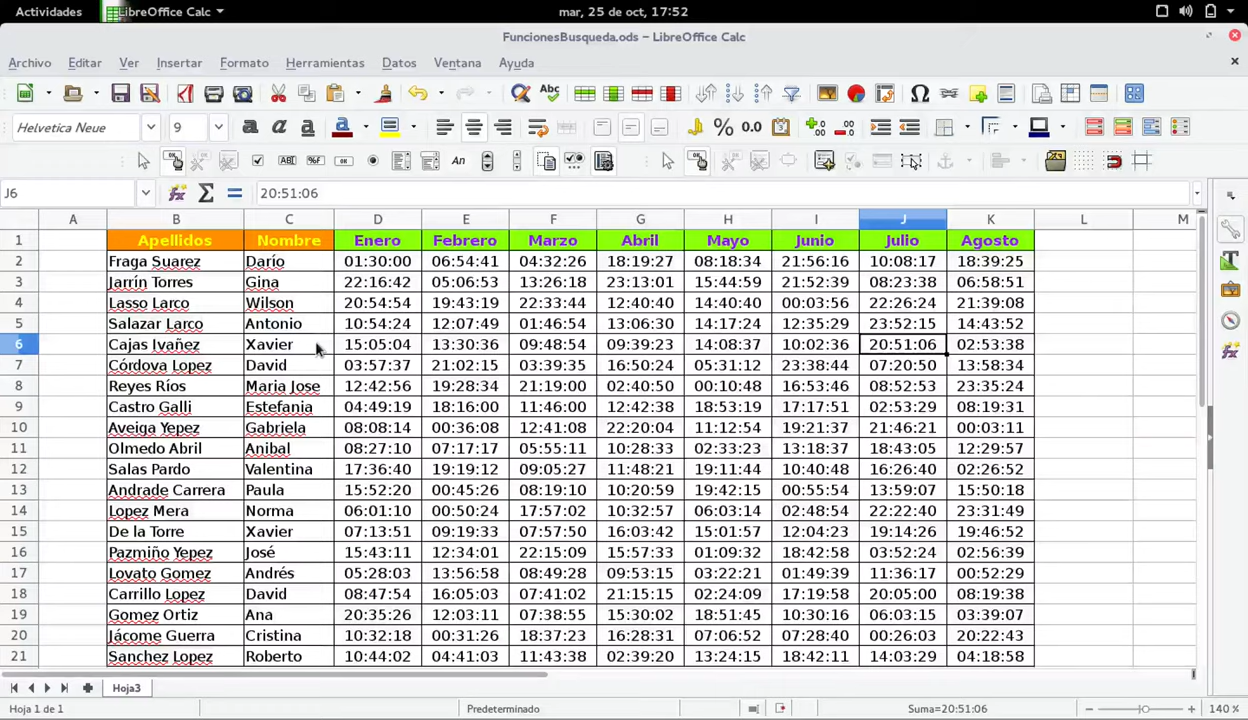 Actividades LibreOffice Calc mar, 25 de oct, 17:52
FuncionesBusqueda.ods – LibreOffice Calc
Archivo Editar Ver Insertar Formato Herramientas Datos Ventana Ayuda
Helvetica Neue 9
J6 20:51:06
A B C D E F G H I J K L M
1 Apellidos Nombre Enero Febrero Marzo Abril Mayo Junio Julio Agosto
2 Fraga Suarez Darío 01:30:00 06:54:41 04:32:26 18:19:27 08:18:34 21:56:16 10:08:17 18:39:25
3 Jarrín Torres Gina 22:16:42 05:06:53 13:26:18 23:13:01 15:44:59 21:52:39 08:23:38 06:58:51
4 Lasso Larco Wilson 20:54:54 19:43:19 22:33:44 12:40:40 14:40:40 00:03:56 22:26:24 21:39:08
5 Salazar Larco Antonio 10:54:24 12:07:49 01:46:54 13:06:30 14:17:24 12:35:29 23:52:15 14:43:52
6 Cajas Ivañez Xavier 15:05:04 13:30:36 09:48:54 09:39:23 14:08:37 10:02:36 20:51:06 02:53:38
7 Córdova Lopez David 03:57:37 21:02:15 03:39:35 16:50:24 05:31:12 23:38:44 07:20:50 13:58:34
8 Reyes Ríos Maria Jose 12:42:56 19:28:34 21:19:00 02:40:50 00:10:48 16:53:46 08:52:53 23:35:24
9 Castro Galli Estefania 04:49:19 18:16:00 11:46:00 12:42:38 18:53:19 17:17:51 02:53:29 08:19:31
10 Aveiga Yepez Gabriela 08:08:14 00:36:08 12:41:08 22:20:04 11:12:54 19:21:37 21:46:21 00:03:11
11 Olmedo Abril Anibal 08:27:10 07:17:17 05:55:11 10:28:33 02:33:23 13:18:37 18:43:05 12:29:57
12 Salas Pardo Valentina 17:36:40 19:19:12 09:05:27 11:48:21 19:11:44 10:40:48 16:26:40 02:26:52
13 Andrade Carrera Paula 15:52:20 00:45:26 08:19:10 10:20:59 19:42:15 00:55:54 13:59:07 15:50:18
14 Lopez Mera Norma 06:01:10 00:50:24 17:57:02 10:32:57 06:03:14 02:48:54 22:22:40 23:31:49
15 De la Torre Xavier 07:13:51 09:19:33 07:57:50 16:03:42 15:01:57 12:04:23 19:14:26 19:46:52
16 Pazmiño Yepez José 15:43:11 12:34:01 22:15:09 15:57:33 01:09:32 18:42:58 03:52:24 02:56:39
17 Lovato Gomez Andrés 05:28:03 13:56:58 08:49:28 09:53:15 03:22:21 01:49:39 11:36:17 00:52:29
18 Carrillo Lopez David 08:47:54 16:05:03 07:41:02 21:15:15 02:24:09 17:19:58 20:05:00 08:19:38
19 Gomez Ortiz Ana 20:35:26 12:03:11 07:38:55 15:30:02 18:51:45 10:30:16 06:03:15 03:39:07
20 Jácome Guerra Cristina 10:32:18 00:31:26 18:37:23 16:28:31 07:06:52 07:28:40 00:26:03 20:22:43
21 Sanchez Lopez Roberto 10:44:02 04:41:03 11:43:38 02:39:20 13:24:15 18:42:11 14:03:29 04:18:58
Hoja3
Hoja 1 de 1 Predeterminado Suma=20:51:06 140 %